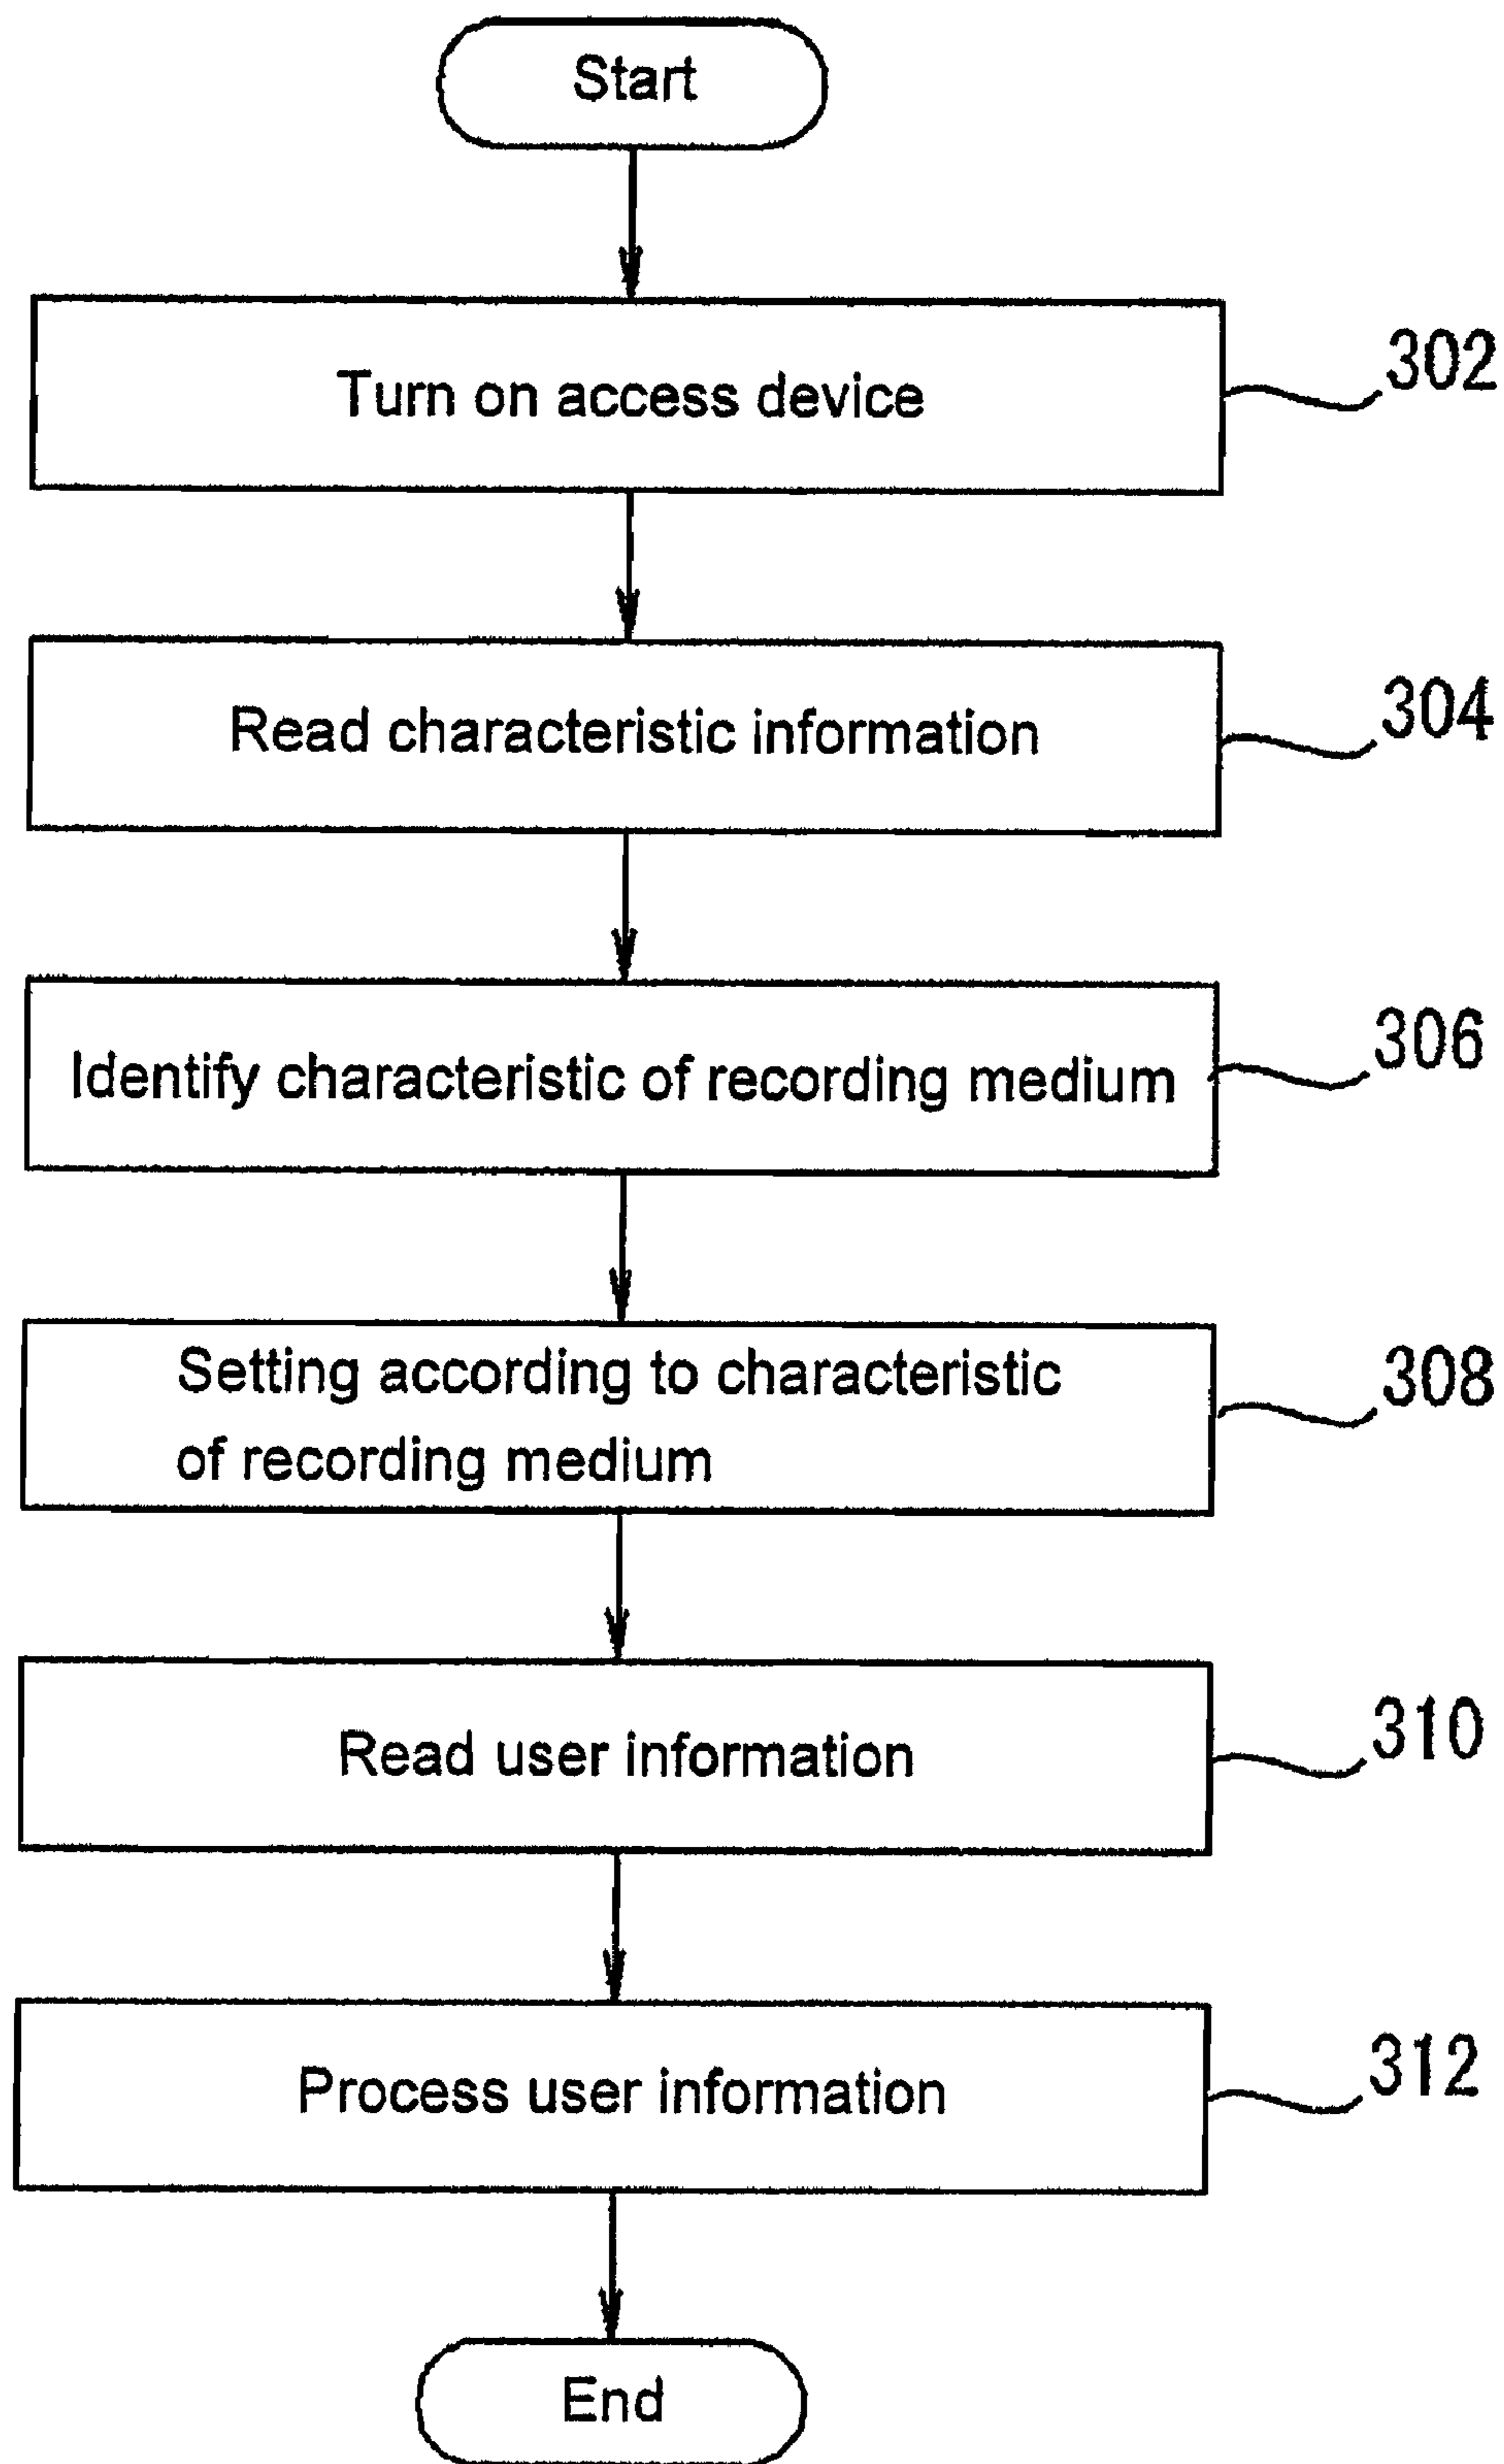 Start
Turn on access device
302
Read characteristic information
304
Identify characteristic of recording medium
306
Setting according to characteristic
of recording medium
308
Read user information
310
Process user information
312
End